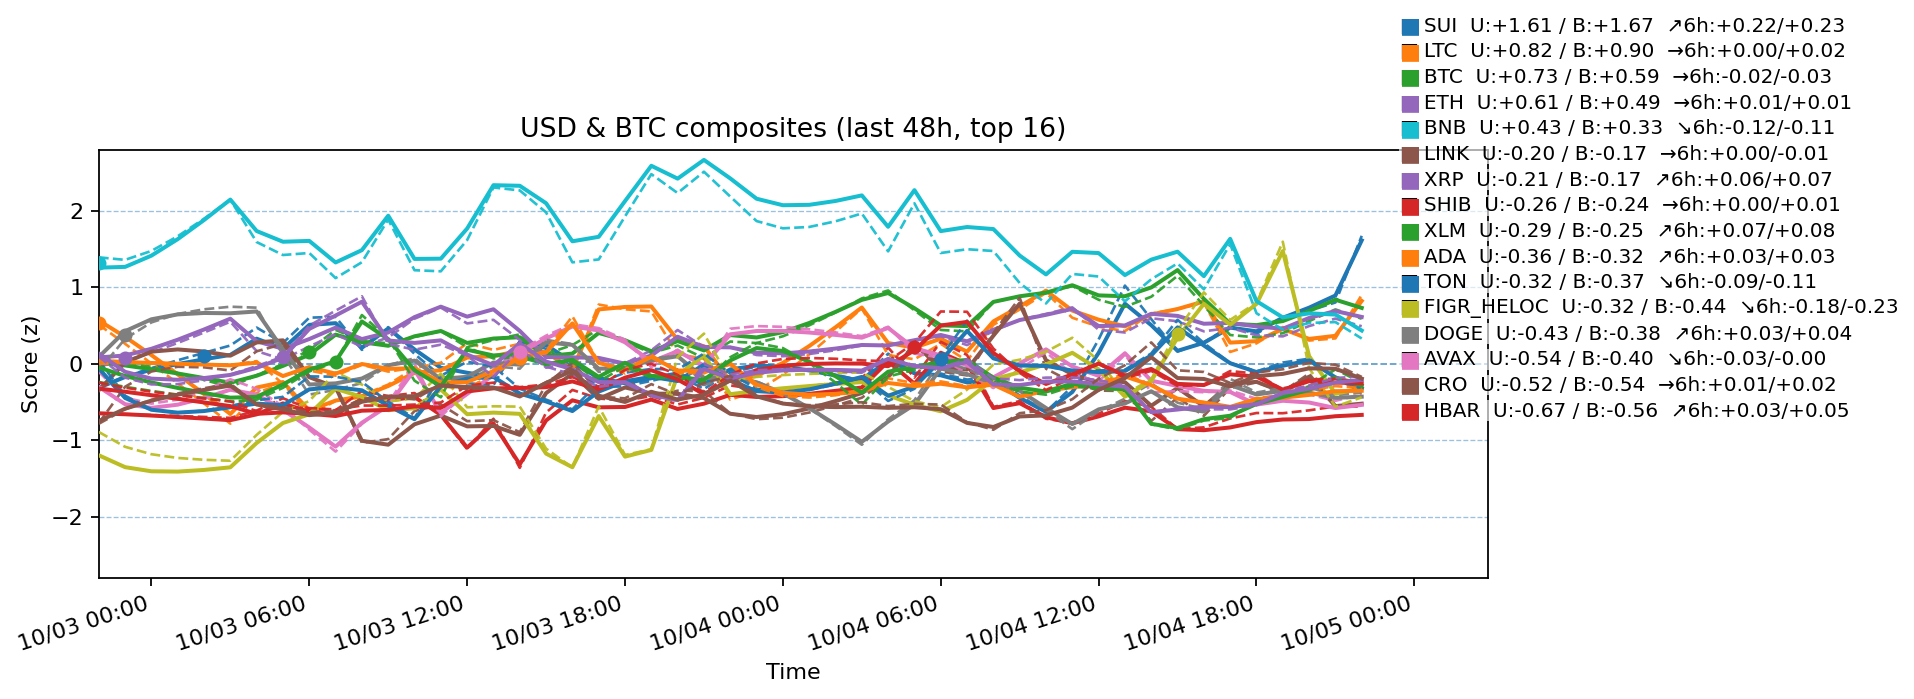 SUI U:+1.61 / B:+1.67 ↗6h:+0.22/+0.23
LTC U:+0.82 / B:+0.90 →6h:+0.00/+0.02
BTC U:+0.73 / B:+0.59 →6h:-0.02/-0.03
ETH U:+0.61 / B:+0.49 →6h:+0.01/+0.01
BNB U:+0.43 / B:+0.33 ↘6h:-0.12/-0.11
LINK U:-0.20 / B:-0.17 →6h:+0.00/-0.01
XRP U:-0.21 / B:-0.17 ↗6h:+0.06/+0.07
SHIB U:-0.26 / B:-0.24 →6h:+0.00/+0.01
XLM U:-0.29 / B:-0.25 ↗6h:+0.07/+0.08
ADA U:-0.36 / B:-0.32 ↗6h:+0.03/+0.03
TON U:-0.32 / B:-0.37 ↘6h:-0.09/-0.11
FIGR_HELOC U:-0.32 / B:-0.44 ↘6h:-0.18/-0.23
DOGE U:-0.43 / B:-0.38 ↗6h:+0.03/+0.04
AVAX U:-0.54 / B:-0.40 ↘6h:-0.03/-0.00
CRO U:-0.52 / B:-0.54 →6h:+0.01/+0.02
HBAR U:-0.67 / B:-0.56 ↗6h:+0.03/+0.05
USD & BTC composites (last 48h, top 16)
Score (z)
2
1
0
−1
−2
10/03 00:00
10/03 06:00
10/03 12:00
10/03 18:00
10/04 00:00
10/04 06:00
10/04 12:00
10/04 18:00
10/05 00:00
Time